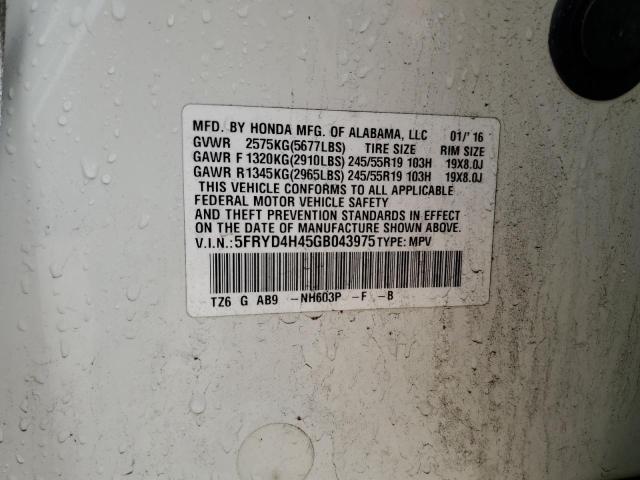 MFD. BY HONDA MFG. OF ALABAMA, LLC 01/'16
GVWR 2575KG(5677LBS) TIRE SIZE RIM SIZE
GAWR F 1320KG(2910LBS) 245/55R19 103H 19X8.0J
GAWR R1345KG(2965LBS) 245/55R19 103H 19X8.0J
THIS VEHICLE CONFORMS TO ALL APPLICABLE
FEDERAL MOTOR VEHICLE SAFETY
AND THEFT PREVENTION STANDARDS IN EFFECT
ON THE DATE OF MANUFACTURE SHOWN ABOVE.
V.I.N.:5FRYD4H45GB043975 TYPE: MPV
TZ6 G AB9 -NH603P -F -B